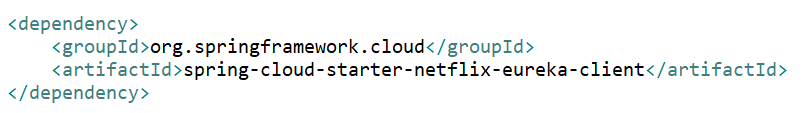 <dependency>
    <groupId>org.springframework.cloud</groupId>
    <artifactId>spring-cloud-starter-netflix-eureka-client</artifactId>
</dependency>